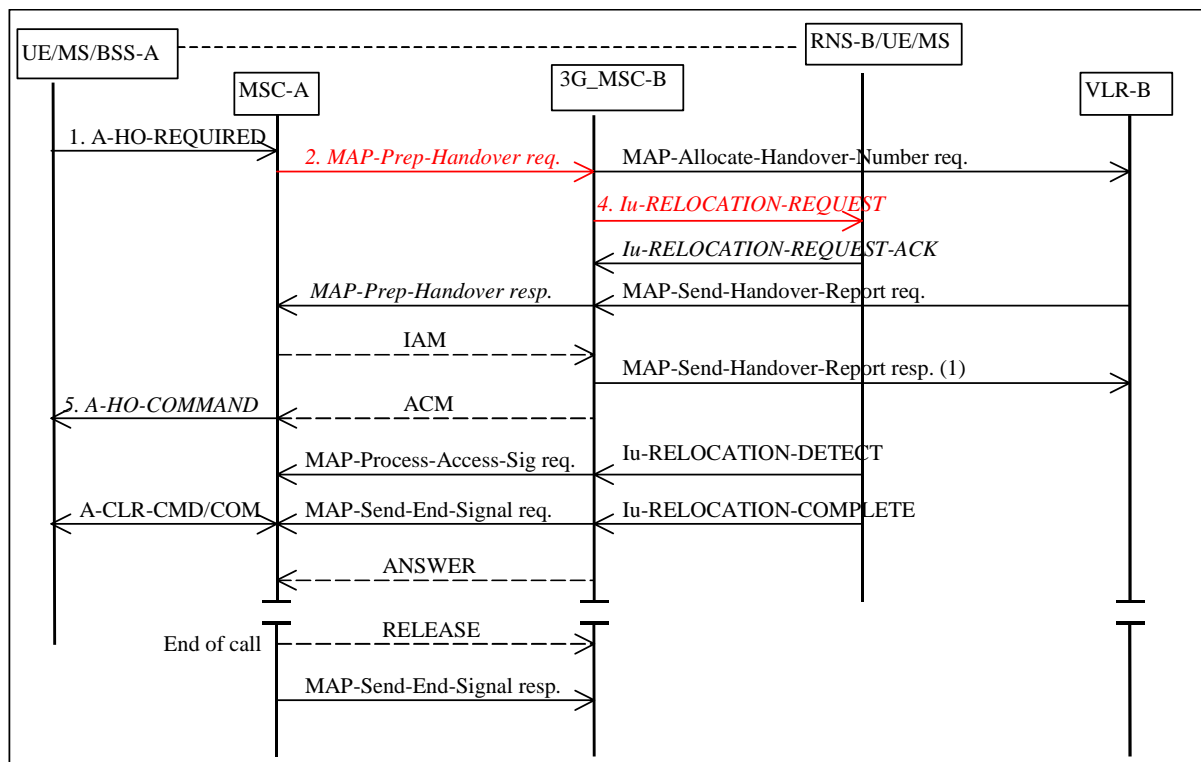 UE/MS/BSS-A
RNS-B/UE/MS
MSC-A
3G_MSC-B
VLR-B
1. A-HO-REQUIRED
2. MAP-Prep-Handover req.
MAP-Allocate-Handover-Number req.
4. Iu-RELOCATION-REQUEST
Iu-RELOCATION-REQUEST-ACK
MAP-Prep-Handover resp.
MAP-Send-Handover-Report req.
IAM
MAP-Send-Handover-Report resp. (1)
5. A-HO-COMMAND
ACM
MAP-Process-Access-Sig req.
Iu-RELOCATION-DETECT
A-CLR-CMD/COM
MAP-Send-End-Signal req.
Iu-RELOCATION-COMPLETE
ANSWER
End of call
RELEASE
MAP-Send-End-Signal resp.